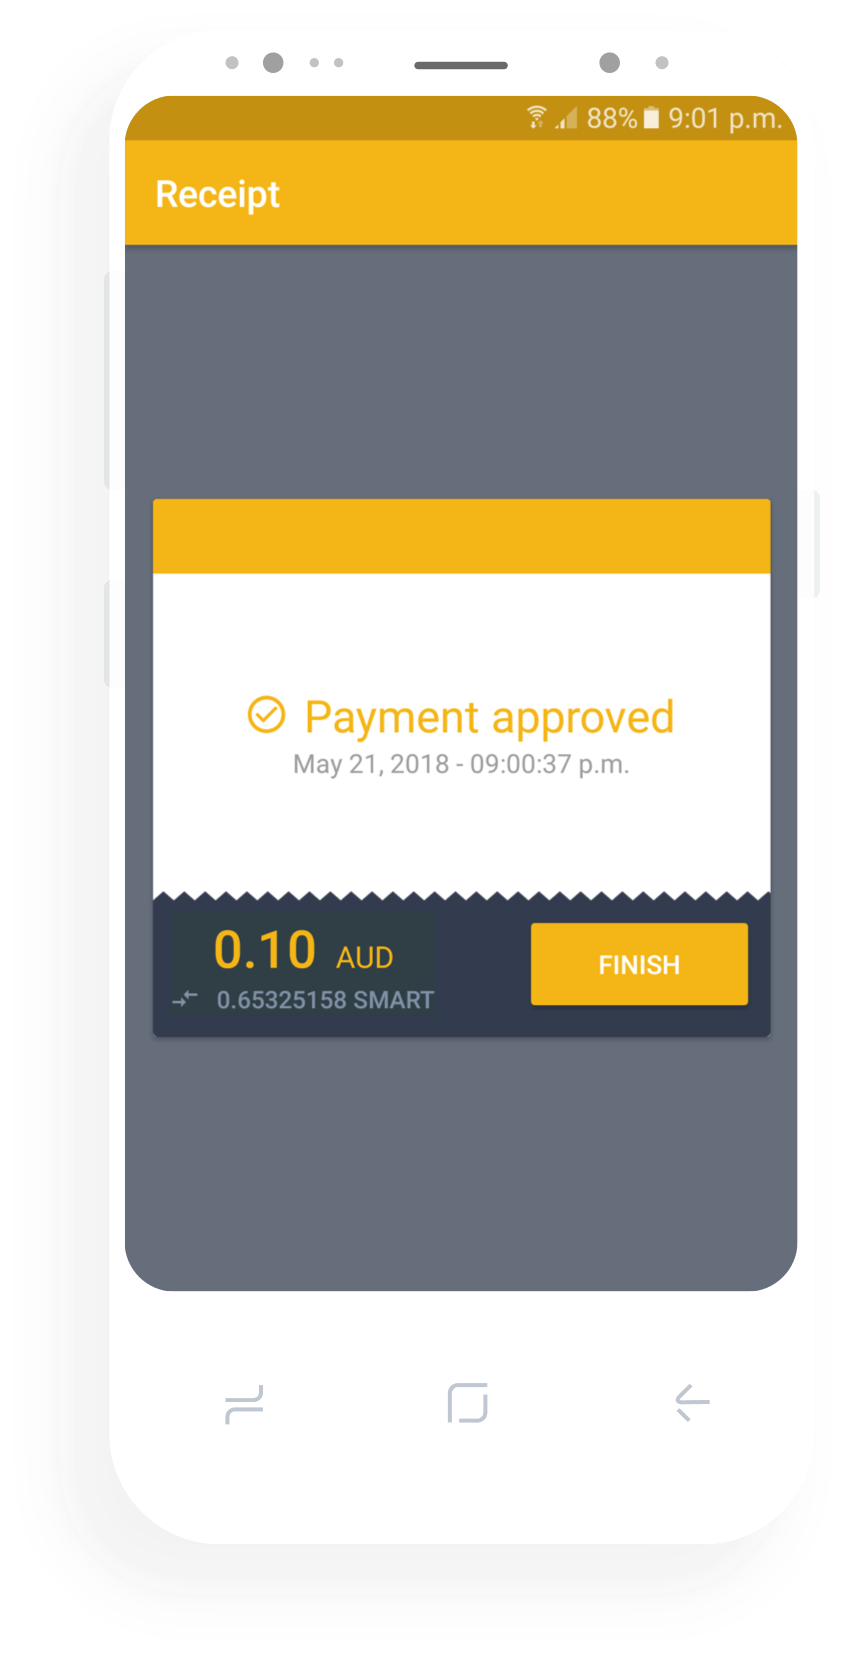 88% 9:01 p.m.
Receipt
Payment approved
May 21, 2018 - 09:00:37 p.m.
0.10 AUD
0.65325158 SMART
FINISH